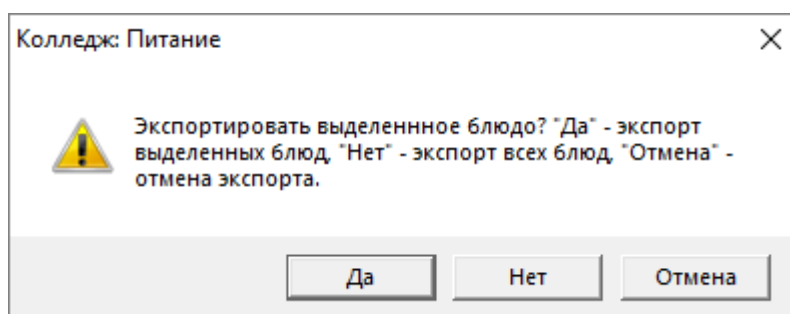 Колледж: Питание
Экспортировать выделеннное блюдо? "Да" - экспорт
выделенных блюд, "Нет" - экспорт всех блюд, "Отмена" -
отмена экспорта.
Да
Нет
Отмена